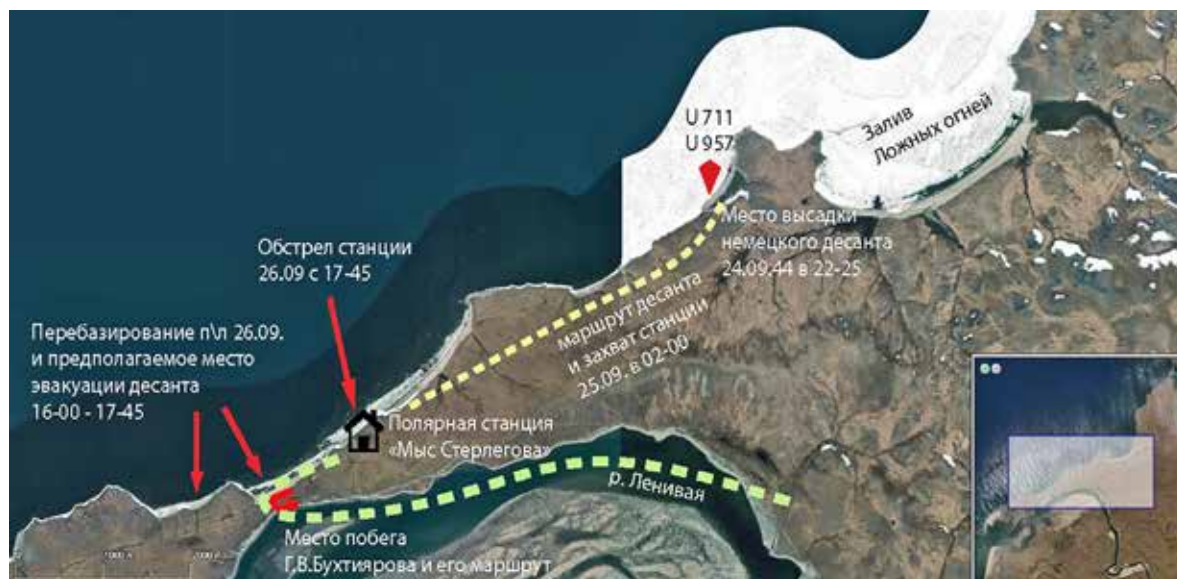 U 711
U 957
Залив
Ложных огней
Место высадки
немецкого десанта
24.09.44 в 22-25
Обстрел станции
26.09 с 17-45
маршрут десанта
и захват станции
25.09. в 02-00
Перебазирование п\л 26.09.
и предполагаемое место
эвакуации десанта
16-00 - 17-45
Полярная станция
«Мыс Стерлегова»
р. Ленивая
Место побега
Г.В.Бухтиярова и его маршрут